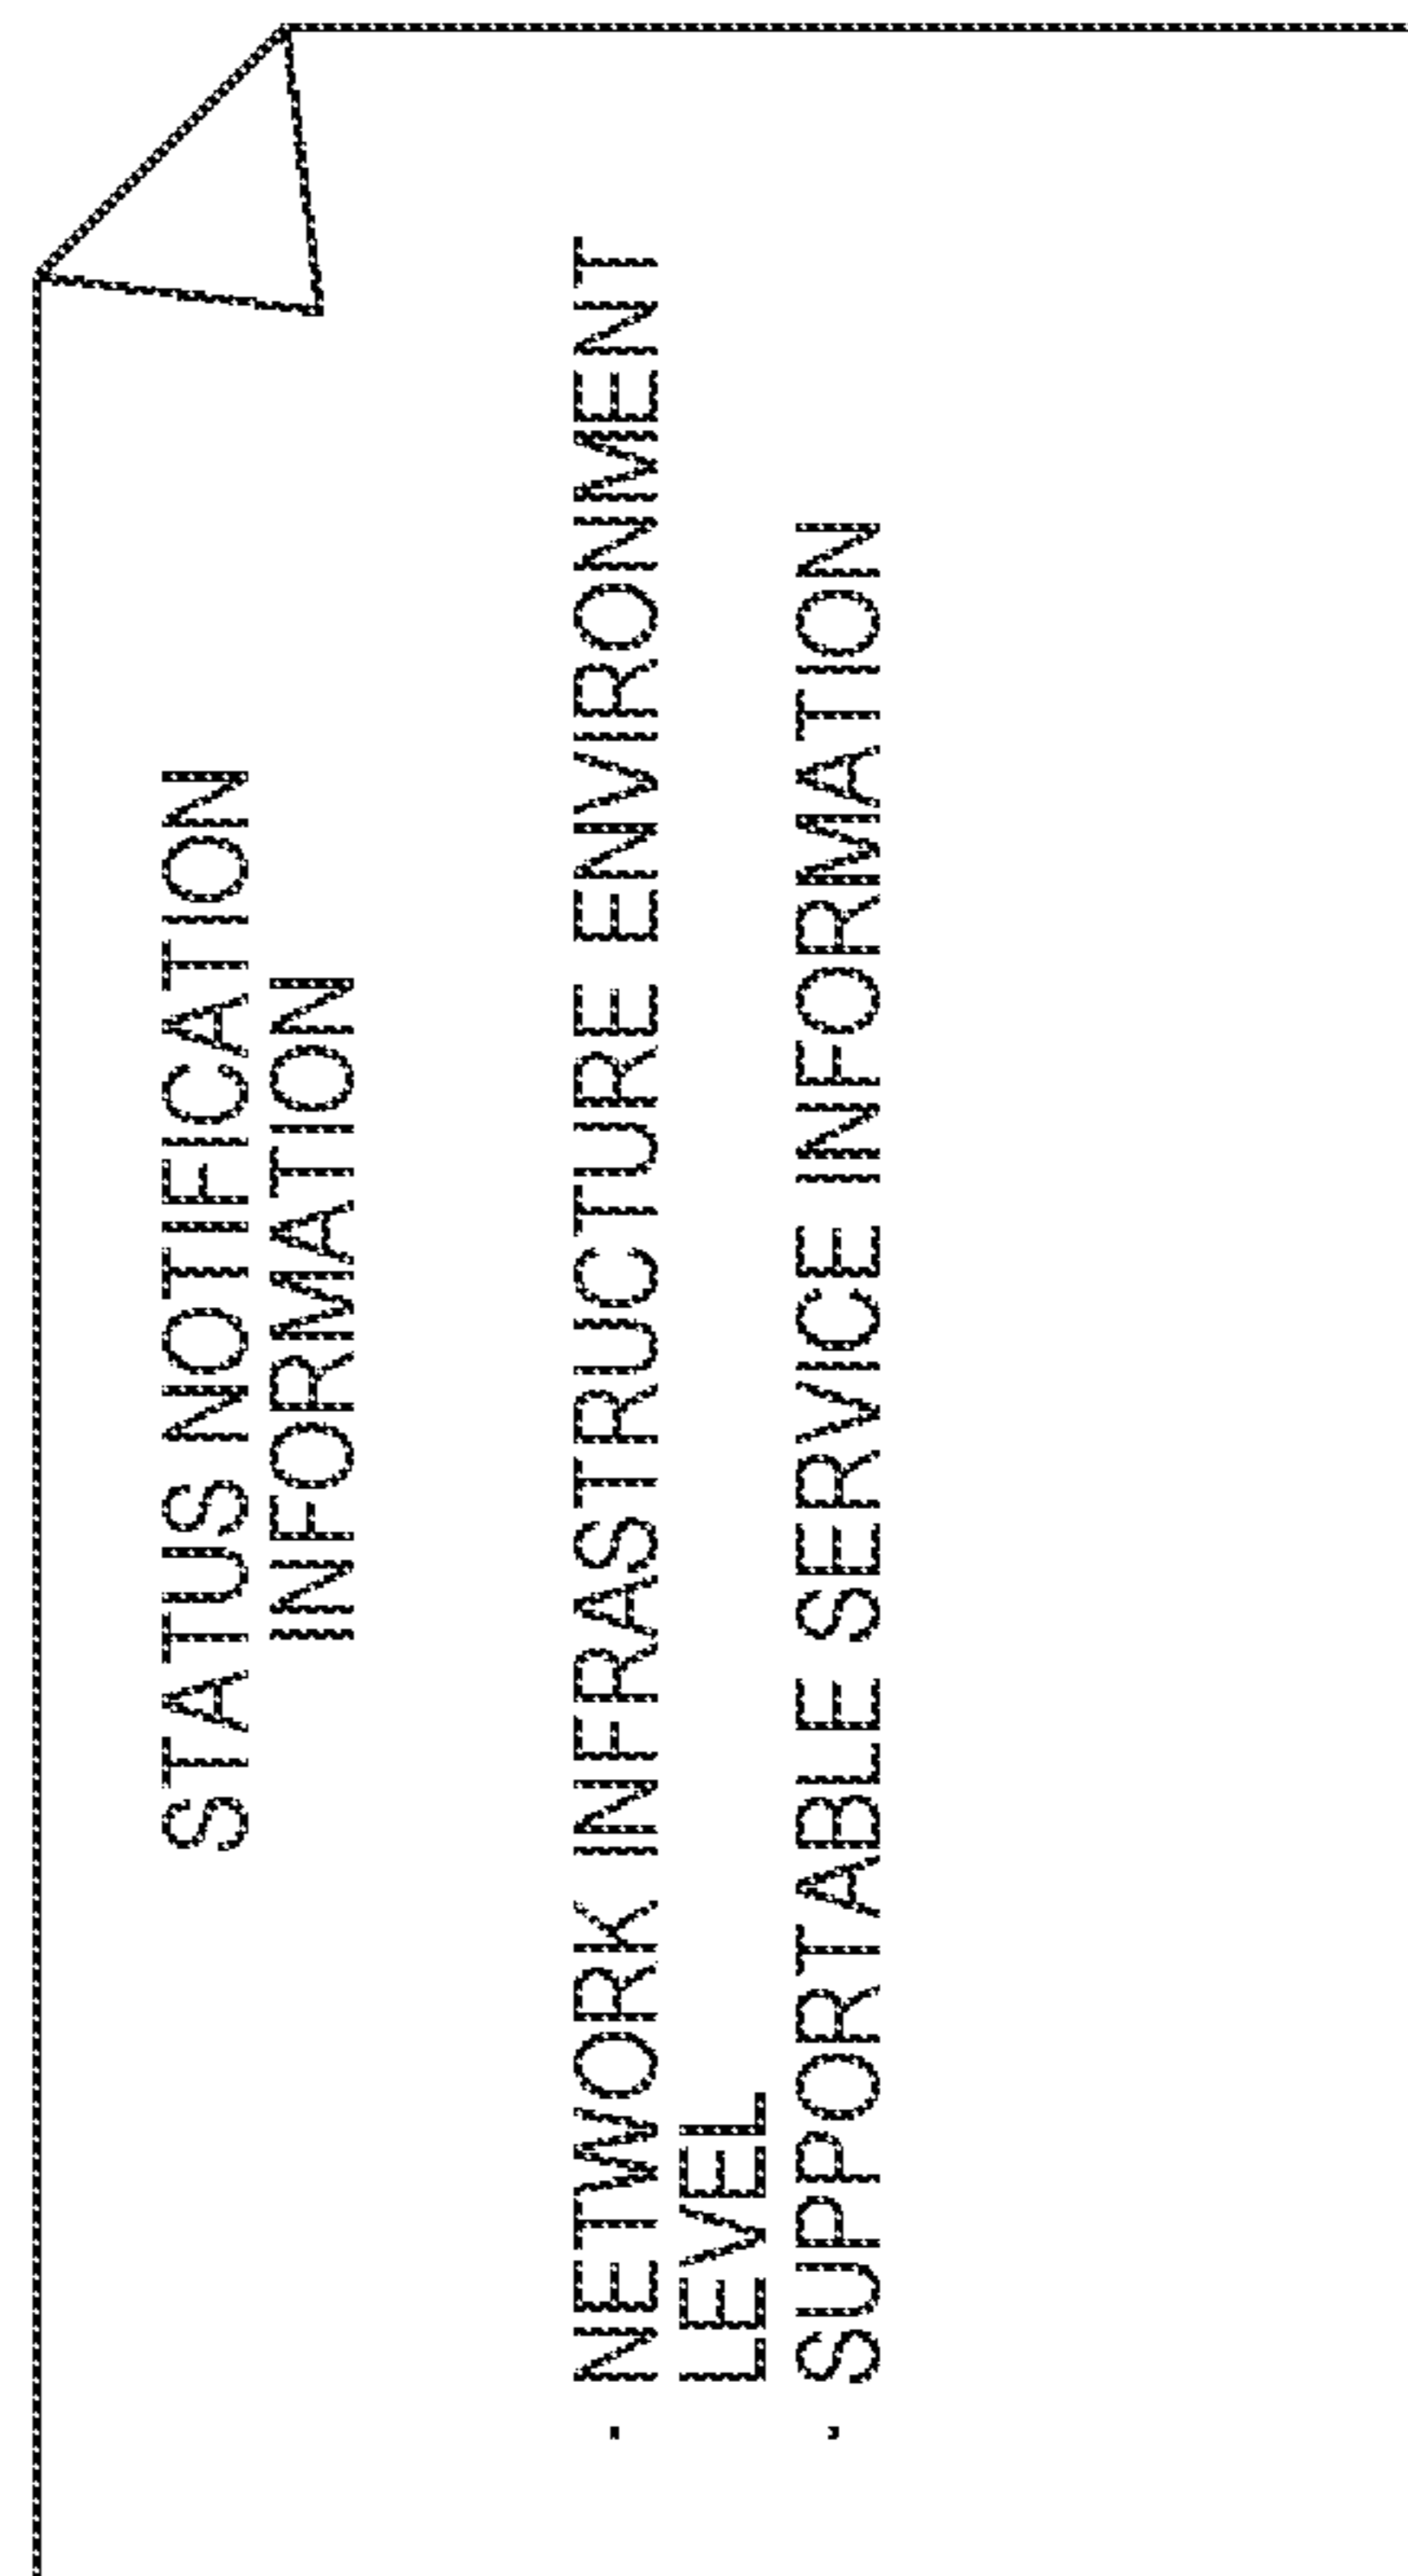 STATUS NOTIFICATION
INFORMATION
· NETWORK INFRASTRUCTURE ENVIRONMENT
LEVEL
· SUPPORTABLE SERVICE INFORMATION